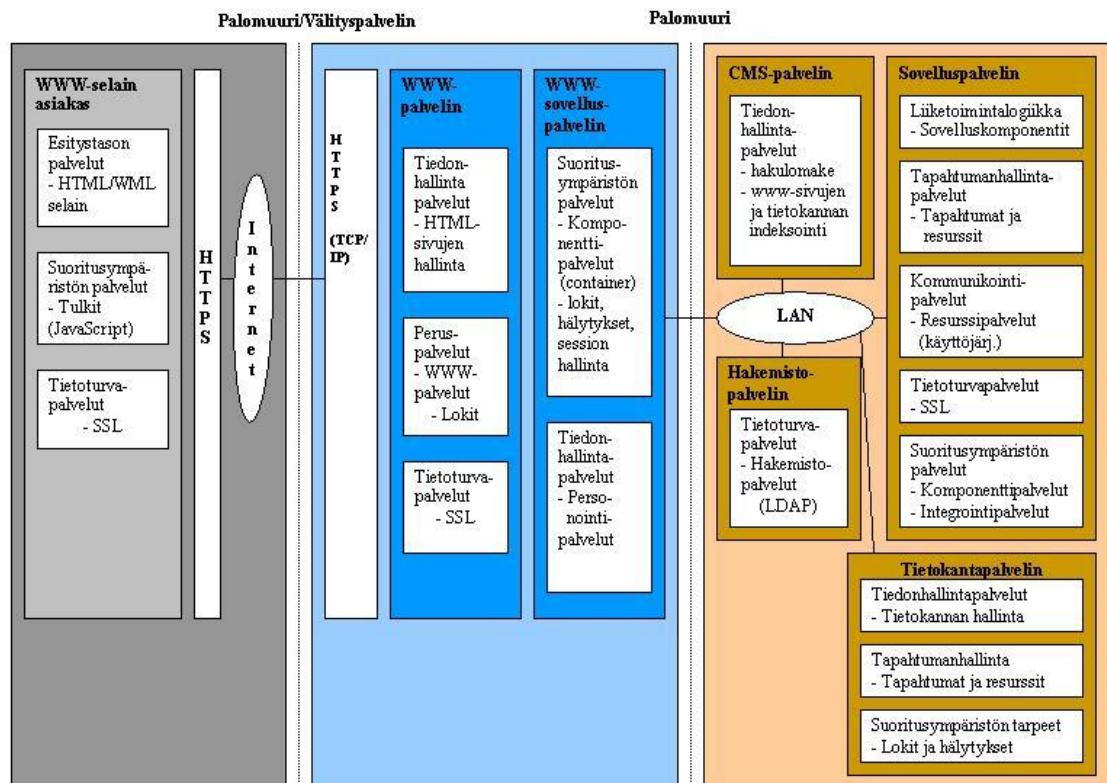 Palomuuri/Välityspalvelin
Palomuuri
WWW-selain
asiakas
Esitystason
palvelut
- HTML/WML
selain
Suoritusympä-
ristön palvelut
- Tulkit
(JavaScript)
Tietoturva-
palvelut
- SSL
HTTPS
Internet
HTTPS
(TCP/
IP)
WWW-
palvelin
Tiedon-
hallinta
palvelut
- HTML-
sivujen
hallinta
Perus-
palvelut
- WWW-
palvelut
- Lokit
Tietoturva-
palvelut
- SSL
WWW-
sovellus-
palvelin
Suoritus-
ympäristön
palvelut
- Kompo-
nentti-
palvelut
(container)
- lokit,
hälytykset,
session
hallinta
Tiedon-
hallinta-
palvelut
- Perso-
nointi-
palvelut
CMS-palvelin
Tiedon-
hallinta-
palvelut
- hakulomake
- www-sivujen
ja tietokannan
indeksointi
LAN
Hakemisto-
palvelin
Tietoturva-
palvelut
- Hakemisto-
palvelut
(LDAP)
Sovelluspalvelin
Liiketoimintalogiikka
- Sovelluskomponentit
Tapahtumanhallinta-
palvelut
- Tapahtumat ja
resurssit
Kommunikointi-
palvelut
- Resurssipalvelut
(käyttöjärj.)
Tietoturvapalvelut
- SSL
Suoritusympäristön
palvelut
- Komponenttipalvelut
- Integrointipalvelut
Tietokantapalvelin
Tiedonhallintapalvelut
- Tietokannan hallinta
Tapahtumanhallinta
- Tapahtumat ja resurssit
Suoritusympäristön tarpeet
- Lokit ja hälytykset